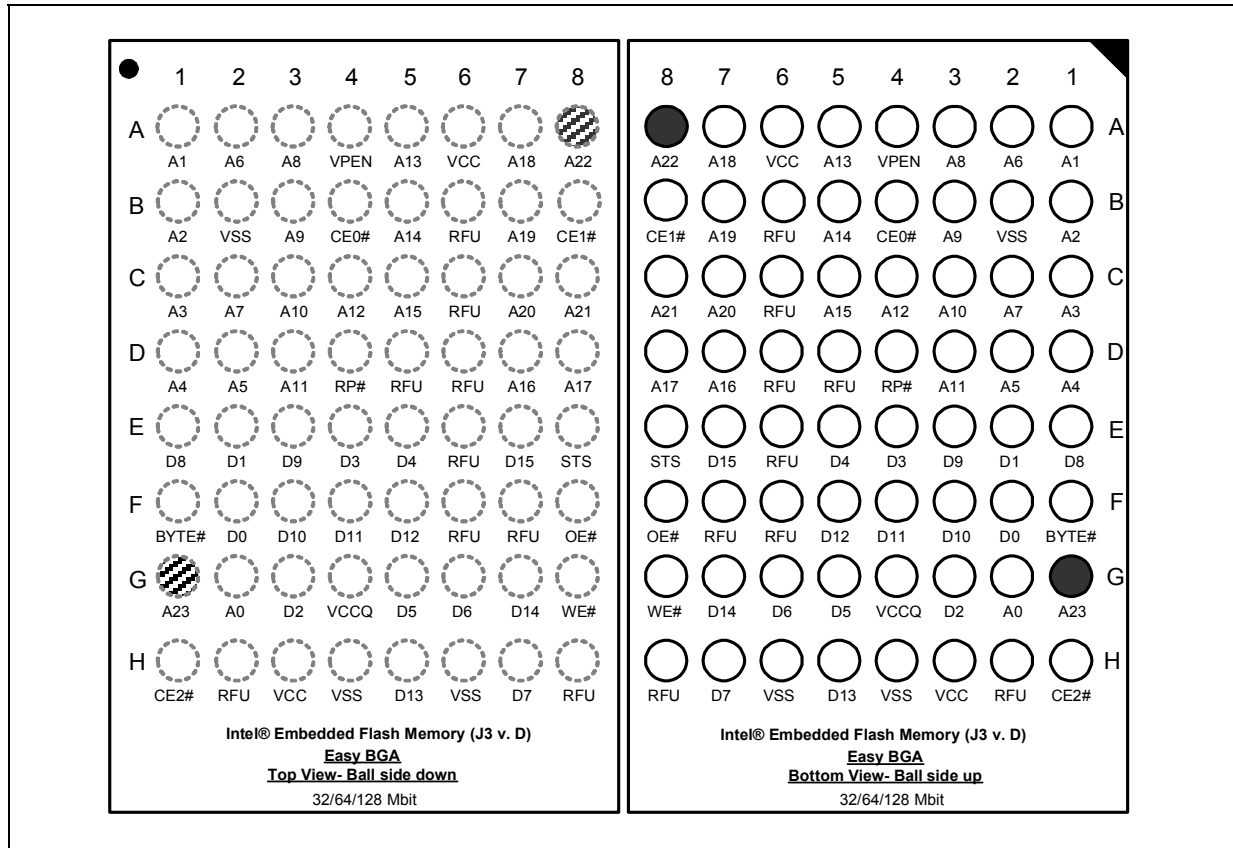 1 2 3 4 5 6 7 8
A
A1 A6 A8 VPEN A13 VCC A18 A22
B
A2 VSS A9 CE0# A14 RFU A19 CE1#
C
A3 A7 A10 A12 A15 RFU A20 A21
D
A4 A5 A11 RP# RFU RFU A16 A17
E
D8 D1 D9 D3 D4 RFU D15 STS
F
BYTE# D0 D10 D11 D12 RFU RFU OE#
G
A23 A0 D2 VCCQ D5 D6 D14 WE#
H
CE2# RFU VCC VSS D13 VSS D7 RFU
Intel® Embedded Flash Memory (J3 v. D)
Easy BGA
Top View- Ball side down
32/64/128 Mbit
8 7 6 5 4 3 2 1
A
A22 A18 VCC A13 VPEN A8 A6 A1
B
CE1# A19 RFU A14 CE0# A9 VSS A2
C
A21 A20 RFU A15 A12 A10 A7 A3
D
A17 A16 RFU RFU RP# A11 A5 A4
E
STS D15 RFU D4 D3 D9 D1 D8
F
OE# RFU RFU D12 D11 D10 D0 BYTE#
G
WE# D14 D6 D5 VCCQ D2 A0 A23
H
RFU D7 VSS D13 VSS VCC RFU CE2#
Intel® Embedded Flash Memory (J3 v. D)
Easy BGA
Bottom View- Ball side up
32/64/128 Mbit